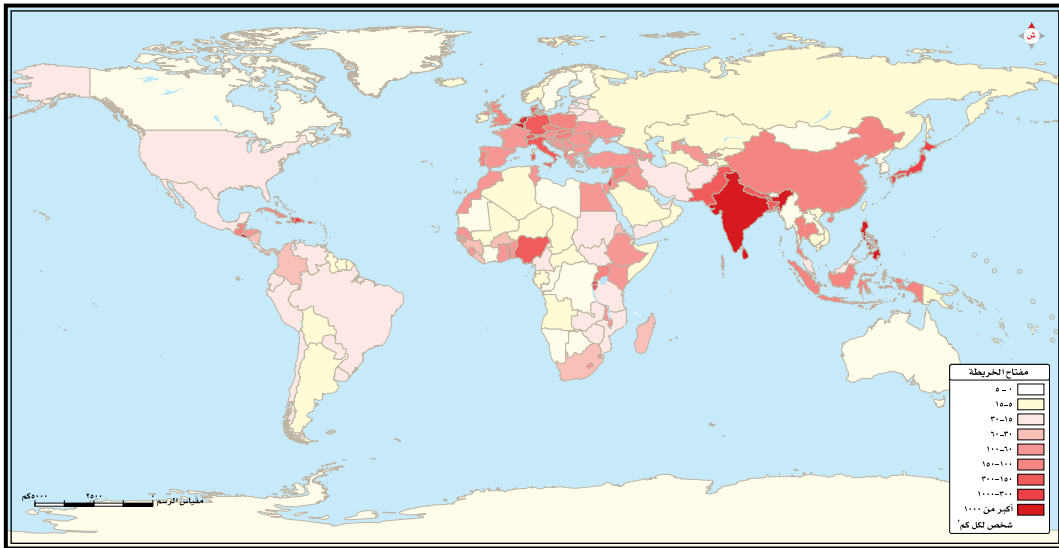 ش
مفتاح الخريطة
٠ - ٥
٥-١٥
١٥-٣٠
٣٠-٦٠
٦٠-١٠٠
١٠٠-١٥٠
١٥٠-٣٠٠
٣٠٠-١٠٠٠
أكبر من ١٠٠٠
شخص لكل كم٢
مقياس الرسم ٠ ٢٥٠٠ ٥٠٠٠كم